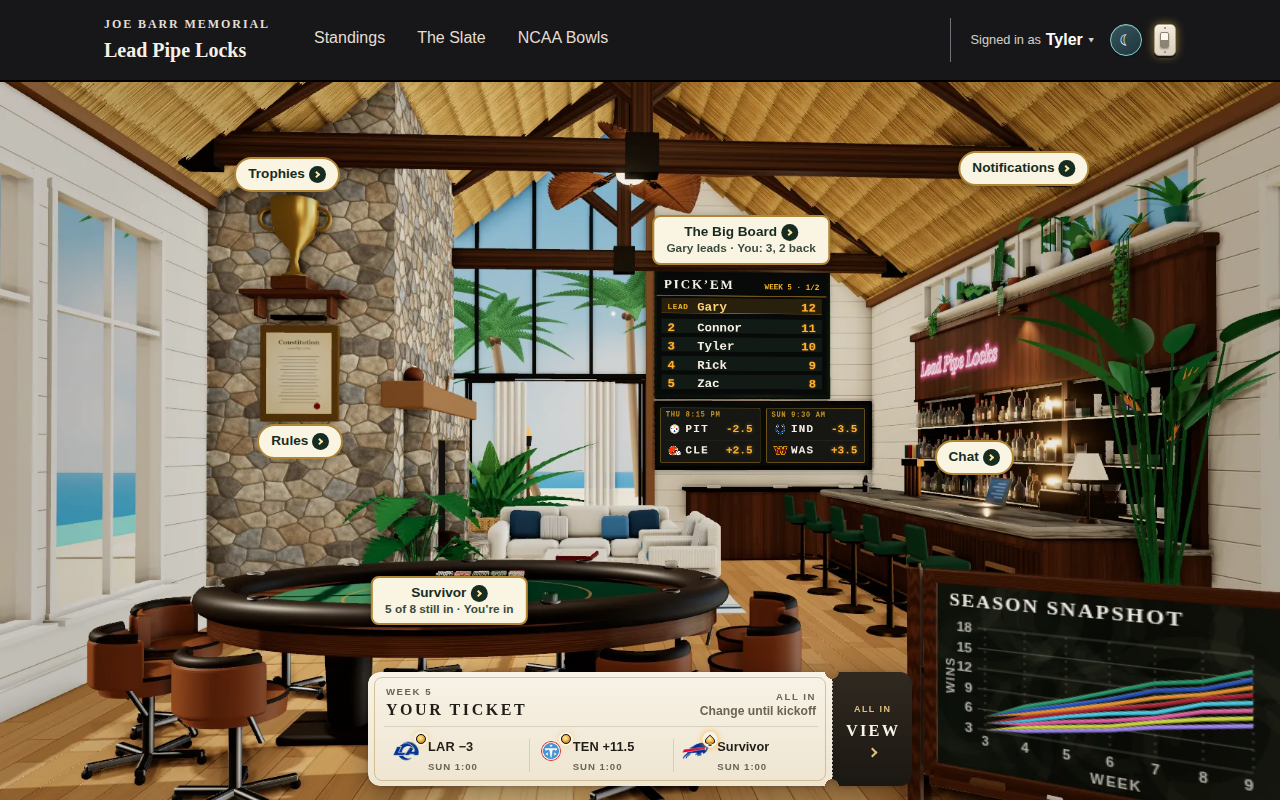 JOE BARR MEMORIAL
Lead Pipe Locks
Standings
The Slate
NCAA Bowls
Signed in as Tyler
Trophies
Notifications
The Big Board
Gary leads · You: 3, 2 back
PICK’EM
WEEK 5 · 1/2
LEAD Gary 12
2 Connor 11
3 Tyler 10
4 Rick 9
5 Zac 8
Constitution
Lead Pipe Locks
THU 8:15 PM
PIT -2.5
CLE +2.5
SUN 9:30 AM
IND -3.5
WAS +3.5
Rules
Chat
Survivor
5 of 8 still in · You're in
SEASON SNAPSHOT
18
15
12
9
6
3
WINS
3 4 5 6 7 8 9
WEEK
WEEK 5
YOUR TICKET
ALL IN
Change until kickoff
LAR −3
SUN 1:00
TEN +11.5
SUN 1:00
Survivor
SUN 1:00
ALL IN
VIEW